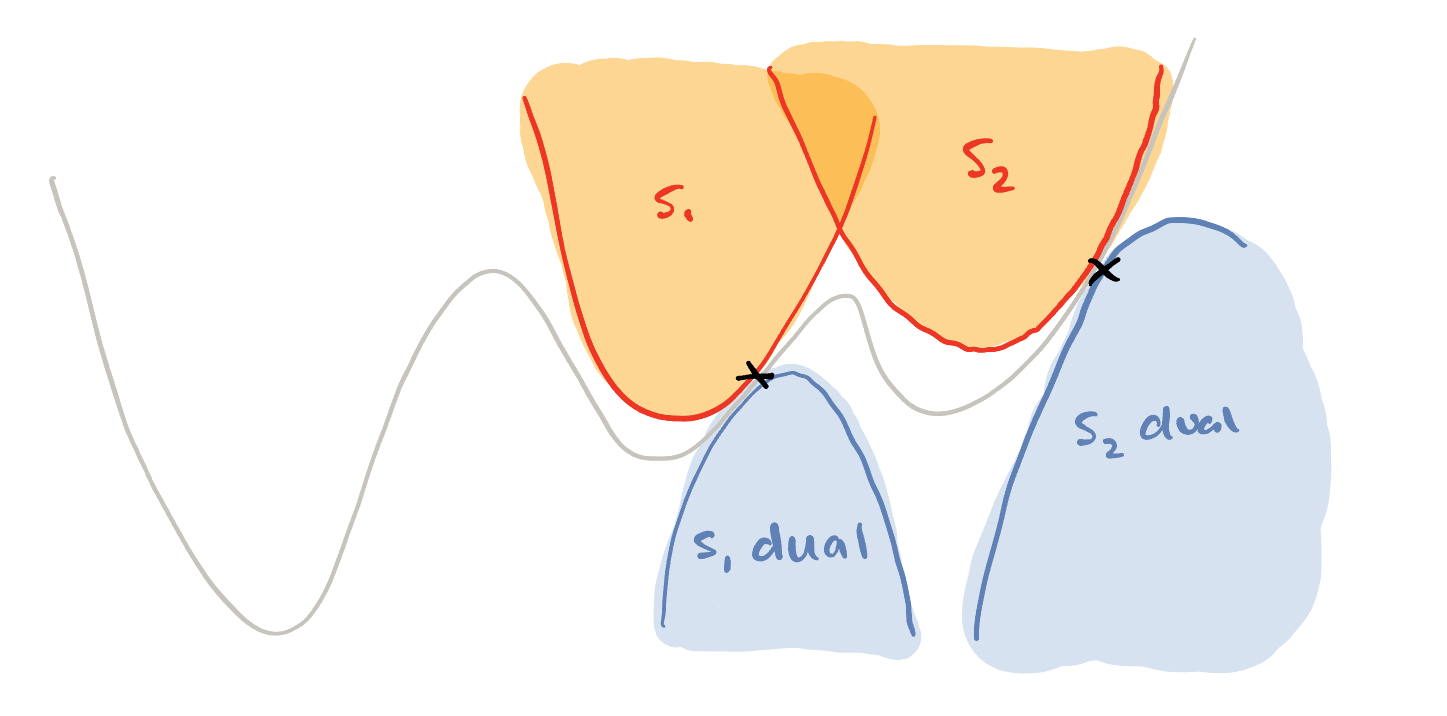 S₁
S₂
S₁ dual
S₂ dual